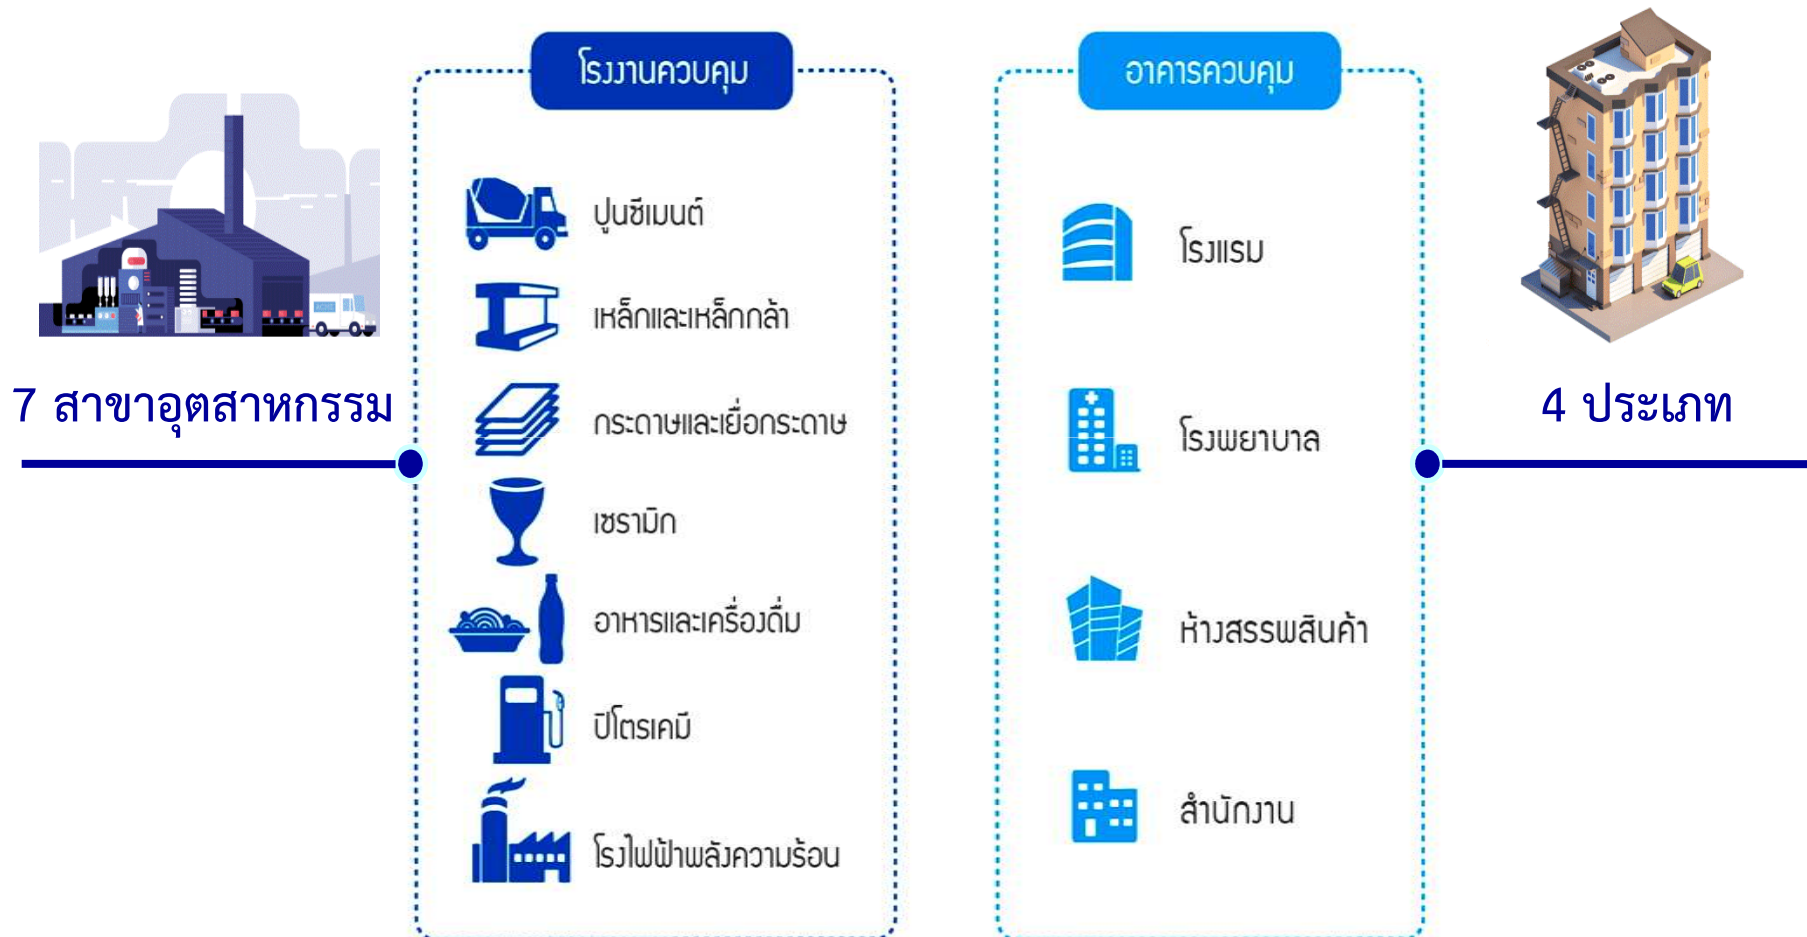 โรงงานควบคุม
ปูนซีเมนต์
เหล็กและเหล็กกล้า
กระดาษและเยื่อกระดาษ
เซรามิก
อาหารและเครื่องดื่ม
ปิโตรเคมี
โรงไฟฟ้าพลังความร้อน
7 สาขาอุตสาหกรรม
อาคารควบคุม
โรงแรม
โรงพยาบาล
ห้างสรรพสินค้า
สำนักงาน
4 ประเภท